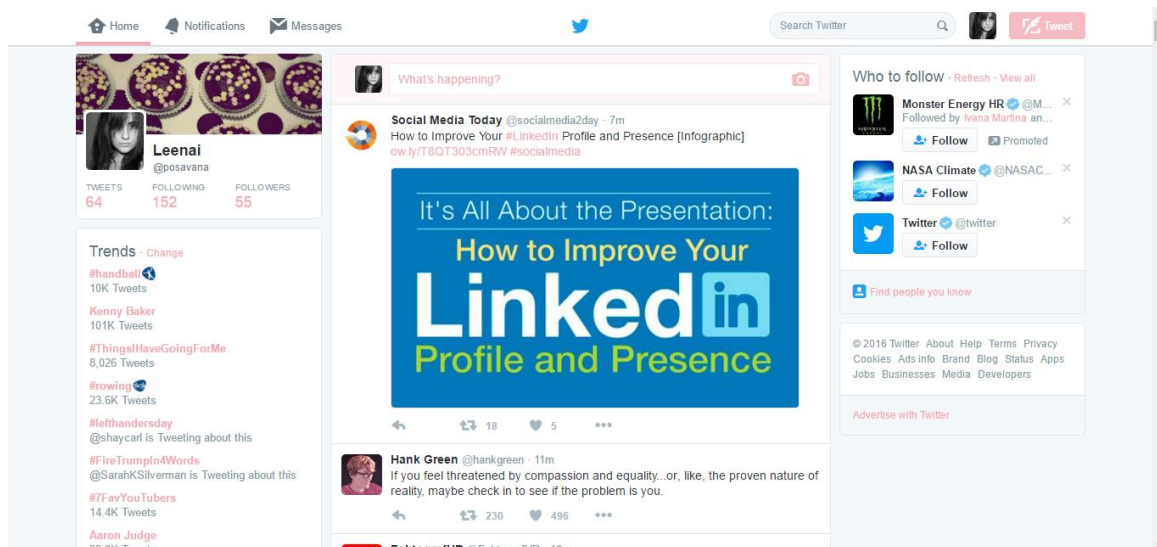 Home Notifications Messages Search Twitter Tweet
Leenai
@posavana
TWEETS FOLLOWING FOLLOWERS
64 152 55
Trends · Change
#handball
10K Tweets
Kenny Baker
101K Tweets
#ThingsIHaveGoingForMe
8,026 Tweets
#rowing
23.6K Tweets
#lefthandersday
@shaycarl is Tweeting about this
#FireTrumpIn4Words
@SarahKSilverman is Tweeting about this
#7FavYouTubers
14.4K Tweets
Aaron Judge
What's happening?
Social Media Today @socialmedia2day · 7m
How to Improve Your #LinkedIn Profile and Presence [Infographic]
ow.ly/T8QT303cmRW #socialmedia
It's All About the Presentation:
How to Improve Your
Linked in
Profile and Presence
18 5
Hank Green @hankgreen · 11m
If you feel threatened by compassion and equality...or, like, the proven nature of
reality, maybe check in to see if the problem is you.
230 496
Who to follow · Refresh · View all
Monster Energy HR @M...
Followed by Ivana Martina an...
Follow Promoted
NASA Climate @NASAC...
Follow
Twitter @twitter
Follow
Find people you know
© 2016 Twitter About Help Terms Privacy
Cookies Ads info Brand Blog Status Apps
Jobs Businesses Media Developers
Advertise with Twitter